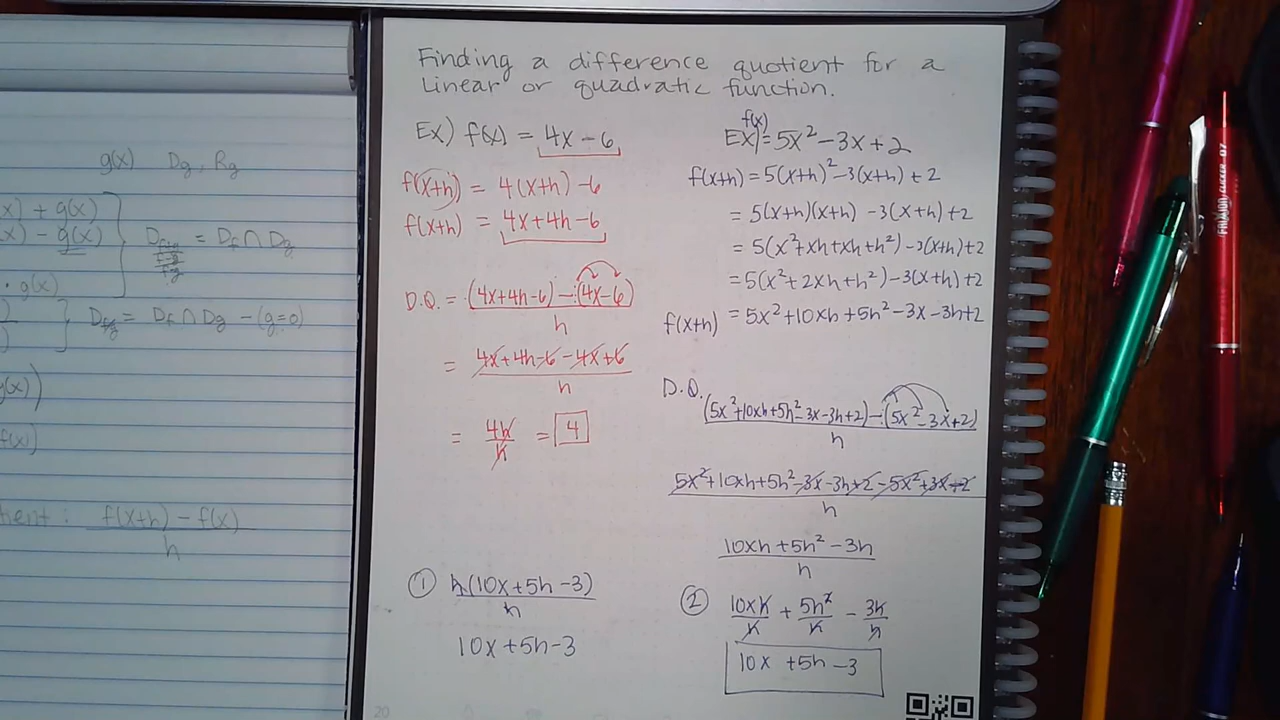 Finding a difference quotient for a
Linear or quadratic function.
Ex) f(x) = 4x - 6
f(x+h) = 4(x+h) - 6
f(x+h) = 4x + 4h - 6
D.Q. = (4x+4h-6) - (4x-6)
h
= 4x + 4h - 6 - 4x + 6
h
= 4h = 4
h
① h(10x + 5h - 3)
h
10x + 5h - 3
20
f(x)
Ex) = 5x² - 3x + 2
f(x+h) = 5(x+h)² - 3(x+h) + 2
= 5(x+h)(x+h) - 3(x+h) + 2
= 5(x² + xh + xh + h²) - 3(x+h) + 2
= 5(x² + 2xh + h²) - 3(x+h) + 2
f(x+h) = 5x² + 10xh + 5h² - 3x - 3h + 2
D.Q.
(5x² + 10xh + 5h² - 3x - 3h + 2) - (5x² - 3x + 2)
h
5x² + 10xh + 5h² - 3x - 3h + 2 - 5x² + 3x - 2
h
10xh + 5h² - 3h
h
② 10xh + 5h² - 3h
h h h
10x + 5h - 3
g(x) Dg, Rg
x) + g(x)
x) - g(x)
= Df ∩ Dg
· g(x)
= Df ∩ Dg - (g=0)
g(x))
f(x)
f(x+h) - f(x)
h